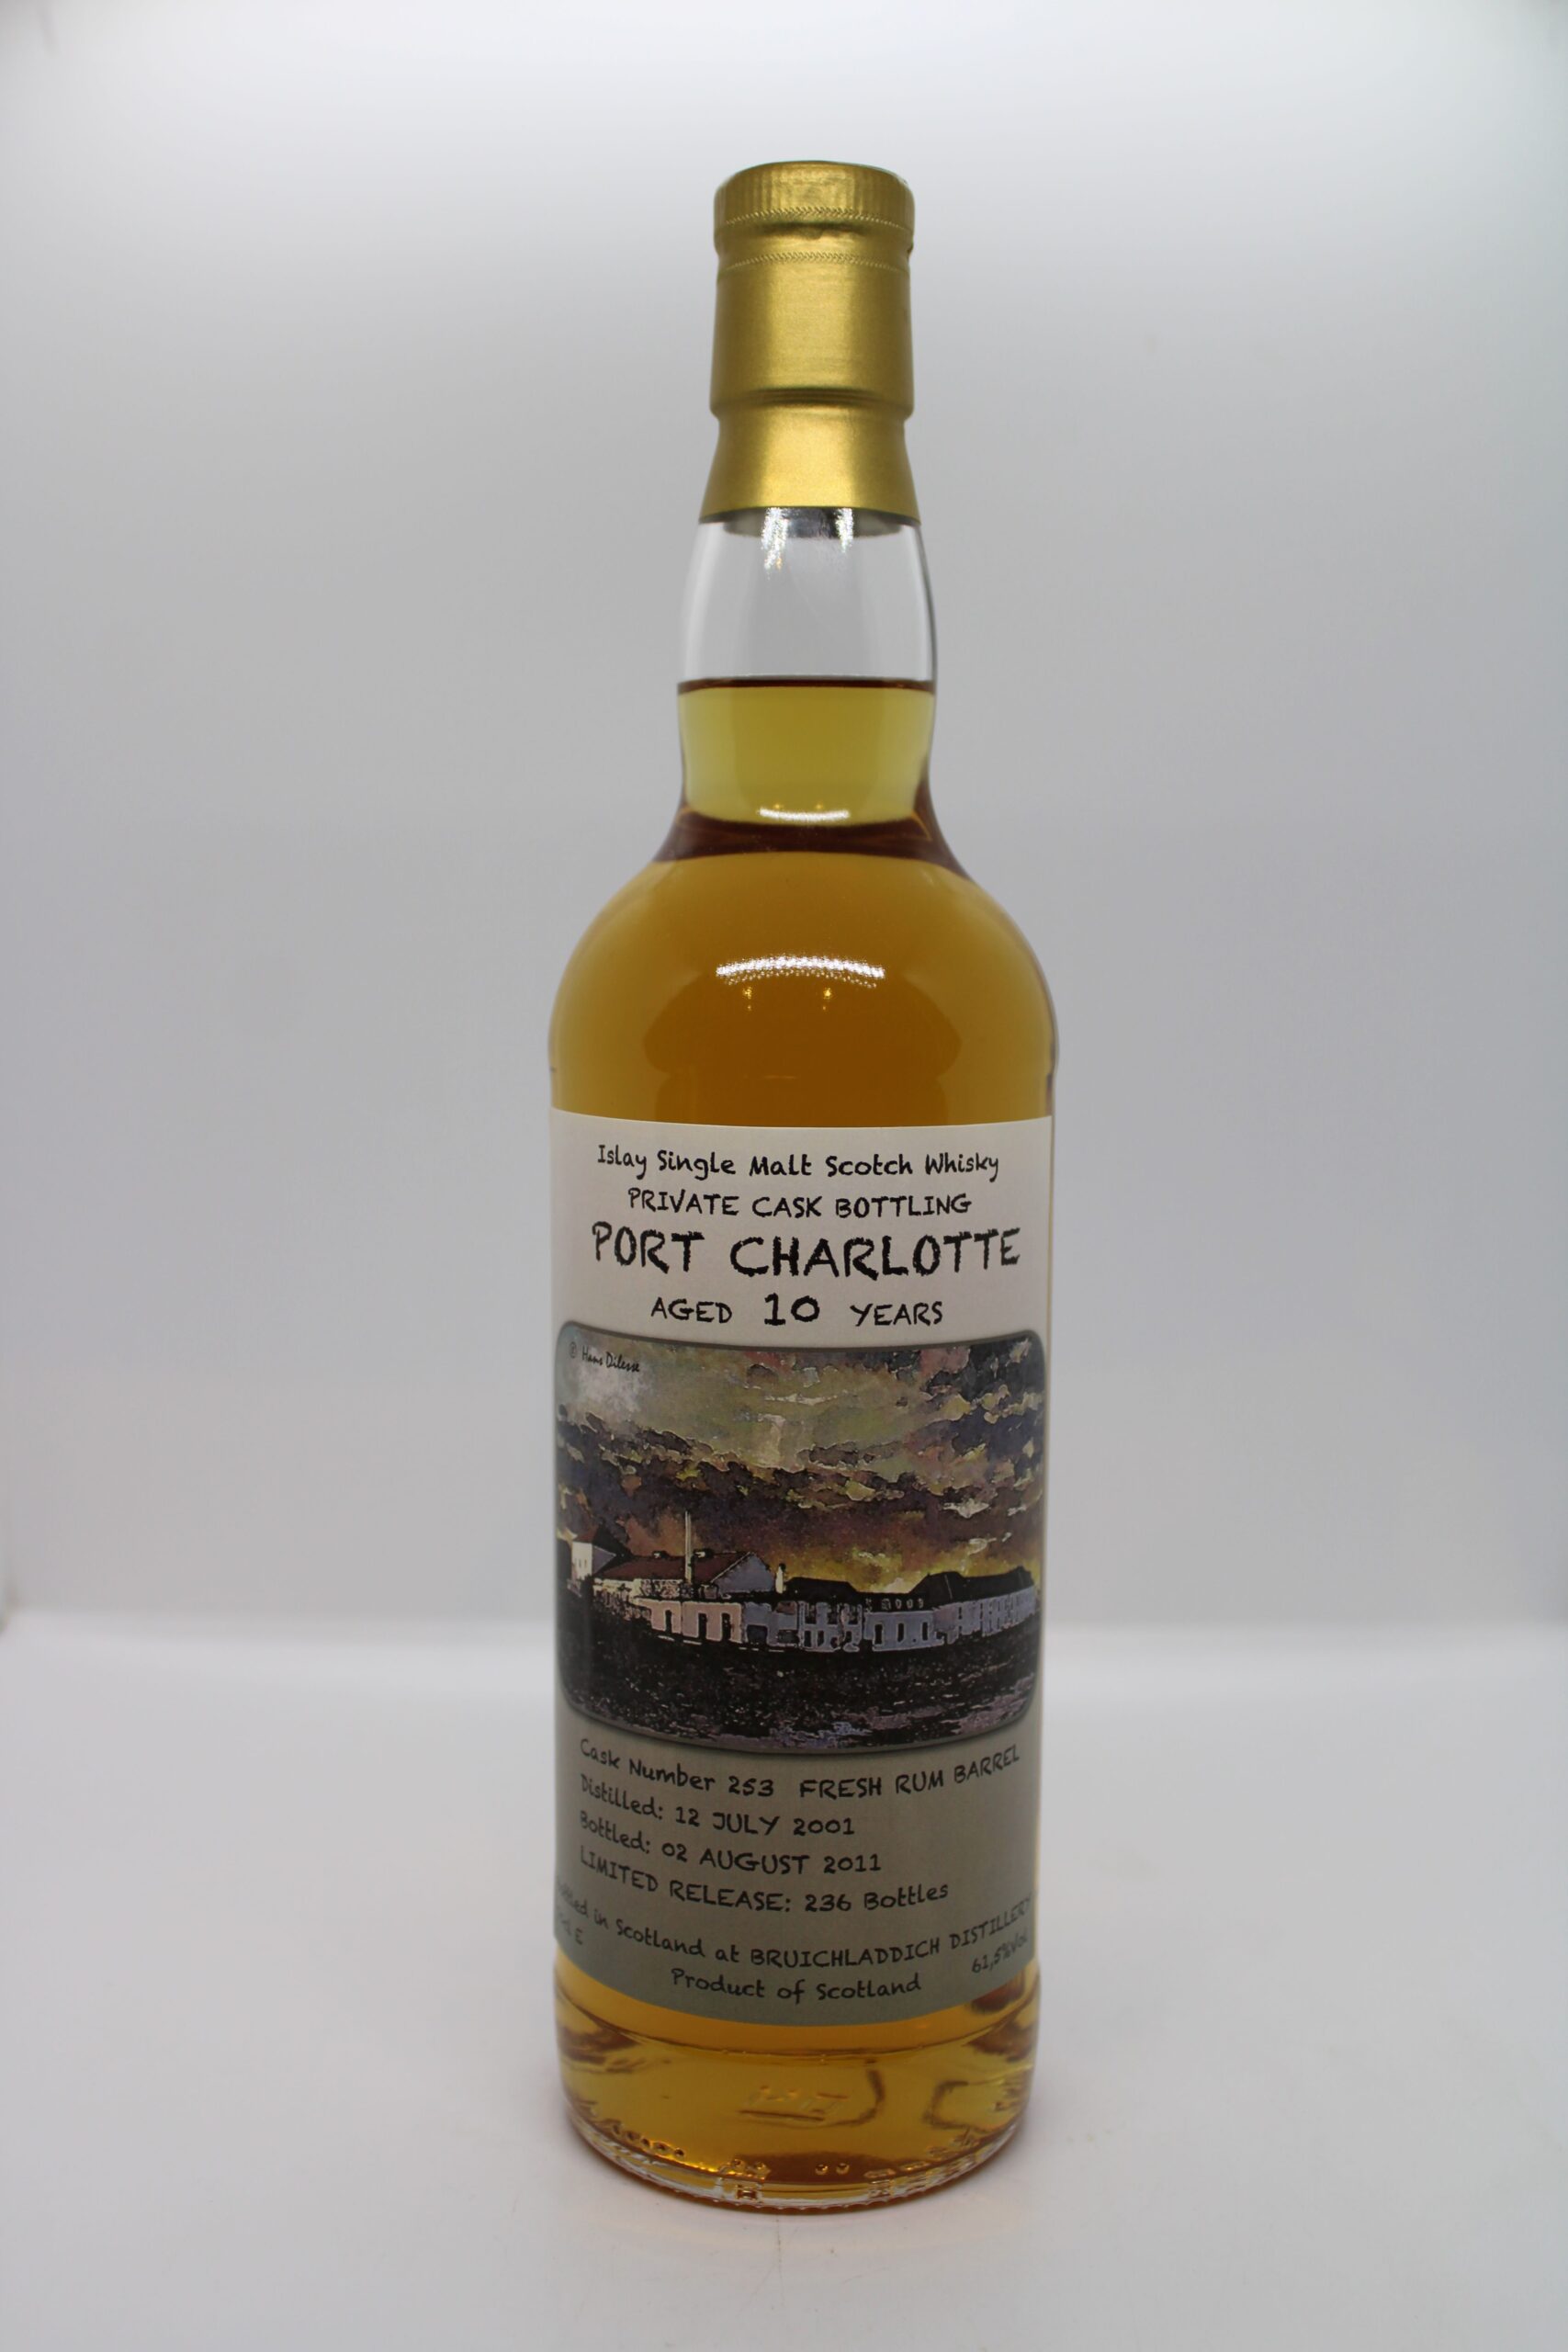 Islay Single Malt Scotch Whisky
PRIVATE CASK BOTTLING
PORT CHARLOTTE
AGED 10 YEARS
© Hans Dillesse
Cask Number 253 FRESH RUM BARREL
Distilled: 12 JULY 2001
Bottled: 02 AUGUST 2011
LIMITED RELEASE: 236 Bottles
in Scotland at BRUICHLADDICH DISTILLERY
61,5%Vol
Product of Scotland